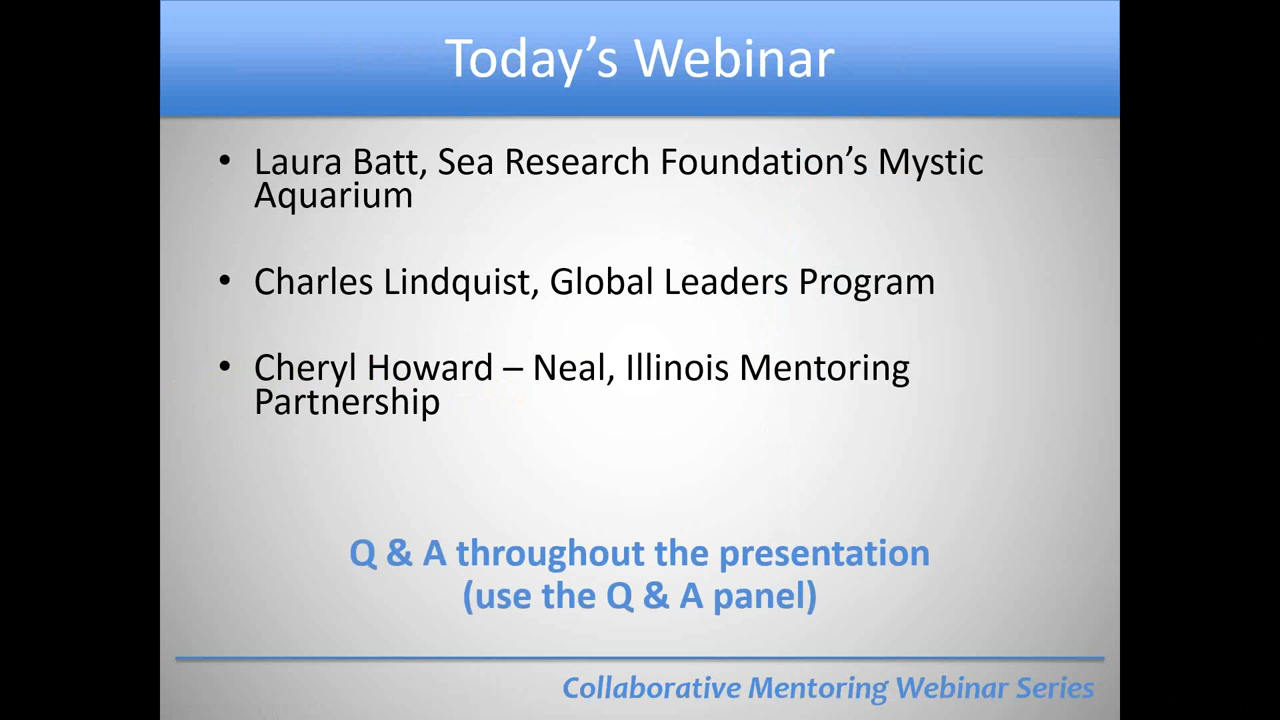 Today’s Webinar
• Laura Batt, Sea Research Foundation’s Mystic
Aquarium
• Charles Lindquist, Global Leaders Program
• Cheryl Howard – Neal, Illinois Mentoring
Partnership
Q & A throughout the presentation
(use the Q & A panel)
Collaborative Mentoring Webinar Series